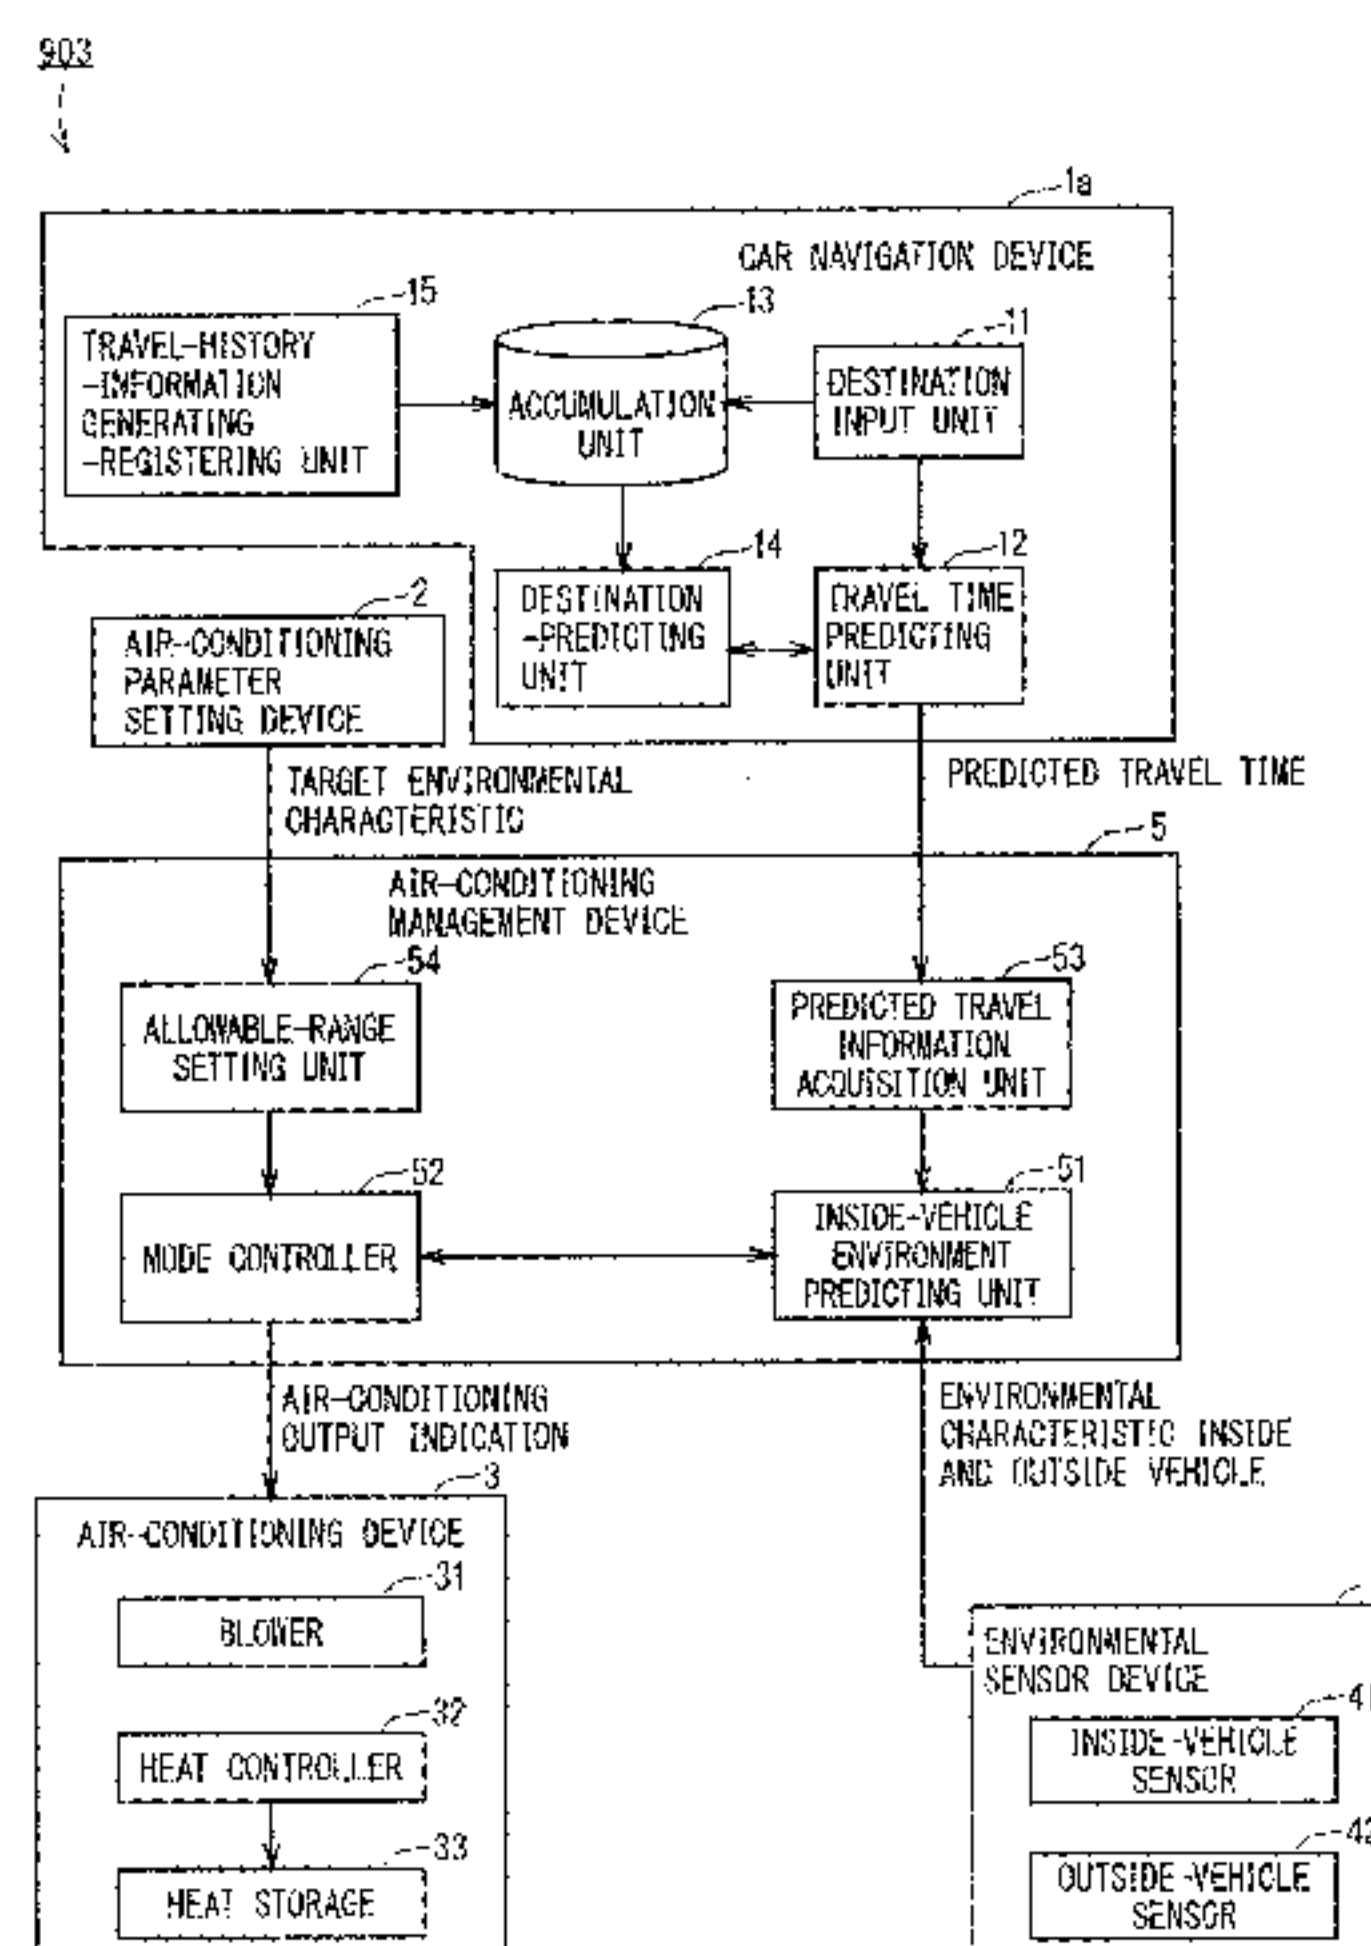 903
1a
CAR NAVIGATION DEVICE
15
TRAVEL-HISTORY
-INFORMATION
GENERATING
-REGISTERING UNIT
13
ACCUMULATION
UNIT
11
DESTINATION
INPUT UNIT
14
DESTINATION
-PREDICTING
UNIT
12
TRAVEL TIME
PREDICTING
UNIT
2
AIR-CONDITIONING
PARAMETER
SETTING DEVICE
TARGET ENVIRONMENTAL
CHARACTERISTIC
PREDICTED TRAVEL TIME
5
AIR-CONDITIONING
MANAGEMENT DEVICE
54
ALLOWABLE-RANGE
SETTING UNIT
53
PREDICTED TRAVEL
INFORMATION
ACQUISITION UNIT
52
MODE CONTROLLER
51
INSIDE-VEHICLE
ENVIRONMENT
PREDICTING UNIT
AIR-CONDITIONING
OUTPUT INDICATION
ENVIRONMENTAL
CHARACTERISTIC INSIDE
AND OUTSIDE VEHICLE
3
AIR-CONDITIONING DEVICE
31
BLOWER
32
HEAT CONTROLLER
33
HEAT STORAGE
ENVIRONMENTAL
SENSOR DEVICE
41
INSIDE-VEHICLE
SENSOR
42
OUTSIDE-VEHICLE
SENSOR